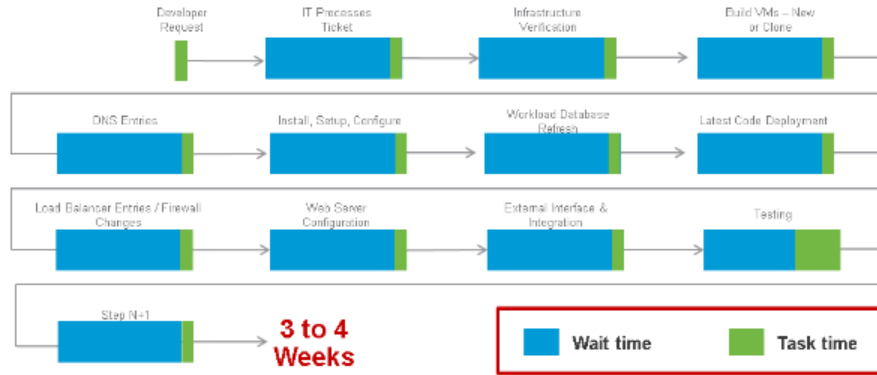 Developer
Request
IT Processes
Ticket
Infrastructure
Verification
Build VMs – New
or Clone
DNS Entries
Install, Setup, Configure
Workload Database
Refresh
Latest Code Deployment
Load Balancer Entries / Firewall
Changes
Web Server
Configuration
External Interface &
Integration
Testing
Step N+1
3 to 4
Weeks
Wait time
Task time